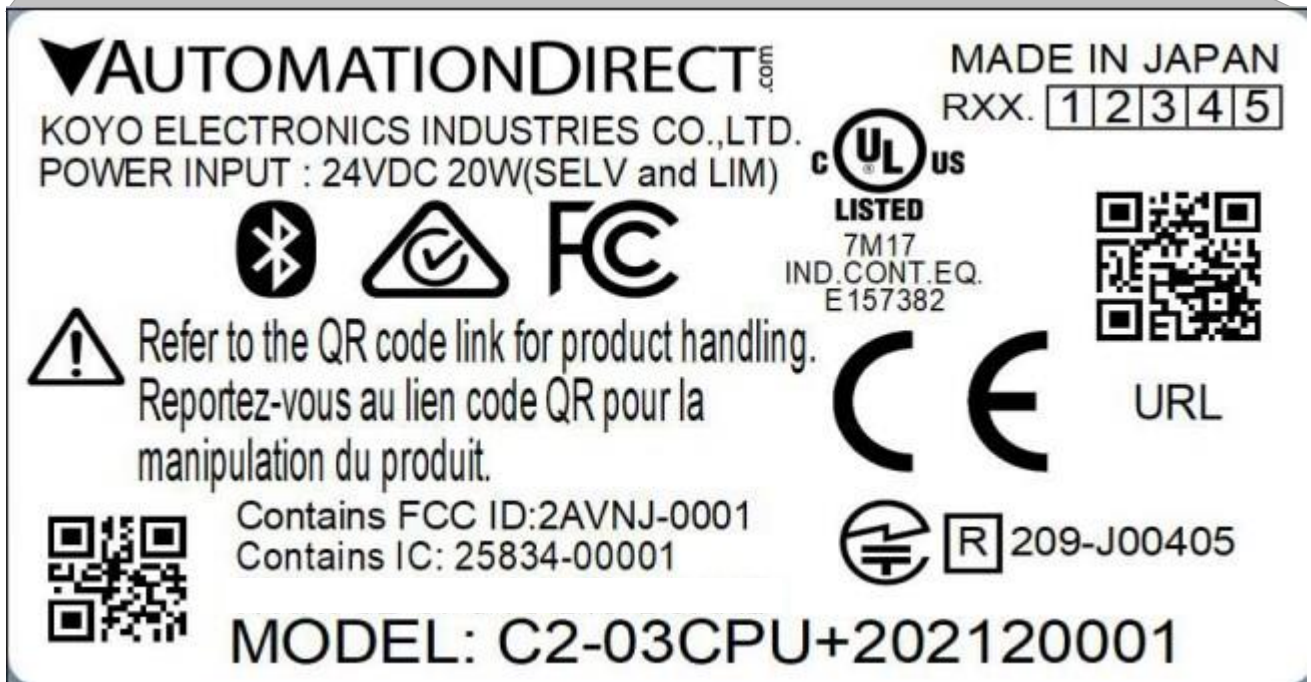 AUTOMATIONDIRECT.com
MADE IN JAPAN
RXX. 1 2 3 4 5
KOYO ELECTRONICS INDUSTRIES CO.,LTD.
POWER INPUT : 24VDC 20W(SELV and LIM)
C UL ® US
LISTED
7M17
IND.CONT.EQ.
E157382
FC
Refer to the QR code link for product handling.
Reportez-vous au lien code QR pour la
manipulation du produit.
CE
URL
Contains FCC ID:2AVNJ-0001
Contains IC: 25834-00001
R 209-J00405
MODEL: C2-03CPU+202120001